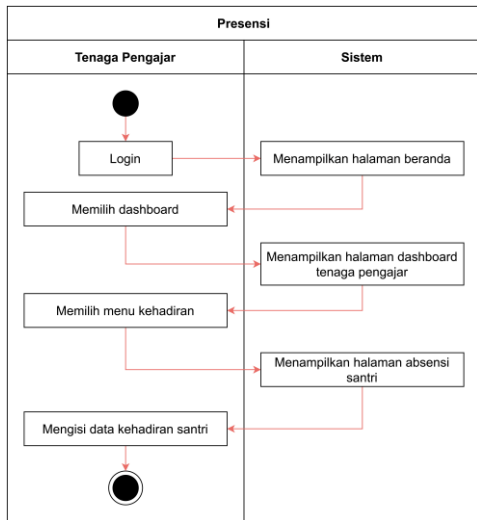 Presensi
Tenaga Pengajar
Sistem
Login
Menampilkan halaman beranda
Memilih dashboard
Menampilkan halaman dashboard
tenaga pengajar
Memilih menu kehadiran
Menampilkan halaman absensi
santri
Mengisi data kehadiran santri